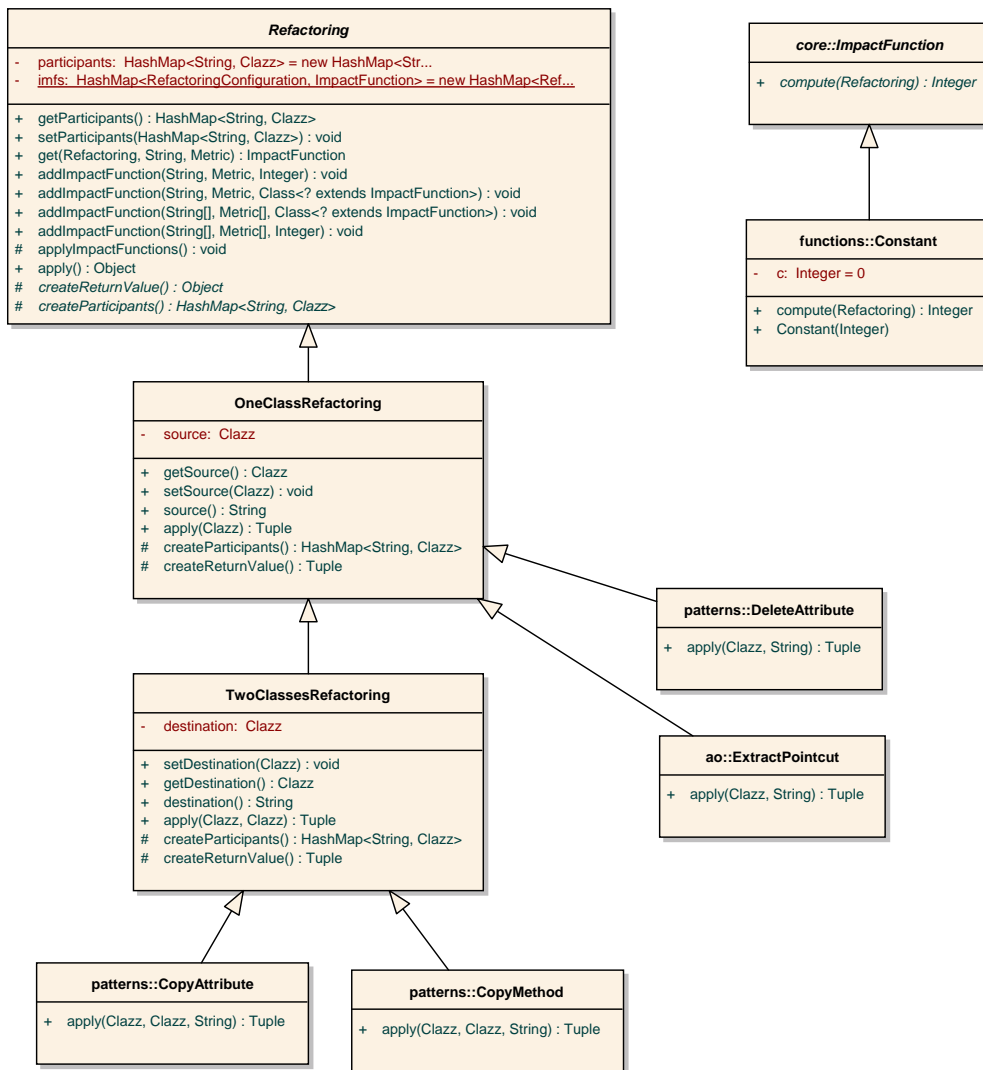 Refactoring
- participants: HashMap<String, Clazz> = new HashMap<Str...
- imfs: HashMap<RefactoringConfiguration, ImpactFunction> = new HashMap<Ref...
+ getParticipants() : HashMap<String, Clazz>
+ setParticipants(HashMap<String, Clazz>) : void
+ get(Refactoring, String, Metric) : ImpactFunction
+ addImpactFunction(String, Metric, Integer) : void
+ addImpactFunction(String, Metric, Class<? extends ImpactFunction>) : void
+ addImpactFunction(String[], Metric[], Class<? extends ImpactFunction>) : void
+ addImpactFunction(String[], Metric[], Integer) : void
# applyImpactFunctions() : void
+ apply() : Object
# createReturnValue() : Object
# createParticipants() : HashMap<String, Clazz>
core::ImpactFunction
+ compute(Refactoring) : Integer
functions::Constant
- c: Integer = 0
+ compute(Refactoring) : Integer
+ Constant(Integer)
OneClassRefactoring
- source: Clazz
+ getSource() : Clazz
+ setSource(Clazz) : void
+ source() : String
+ apply(Clazz) : Tuple
# createParticipants() : HashMap<String, Clazz>
# createReturnValue() : Tuple
patterns::DeleteAttribute
+ apply(Clazz, String) : Tuple
TwoClassesRefactoring
- destination: Clazz
+ setDestination(Clazz) : void
+ getDestination() : Clazz
+ destination() : String
+ apply(Clazz, Clazz) : Tuple
# createParticipants() : HashMap<String, Clazz>
# createReturnValue() : Tuple
ao::ExtractPointcut
+ apply(Clazz, String) : Tuple
patterns::CopyAttribute
+ apply(Clazz, Clazz, String) : Tuple
patterns::CopyMethod
+ apply(Clazz, Clazz, String) : Tuple